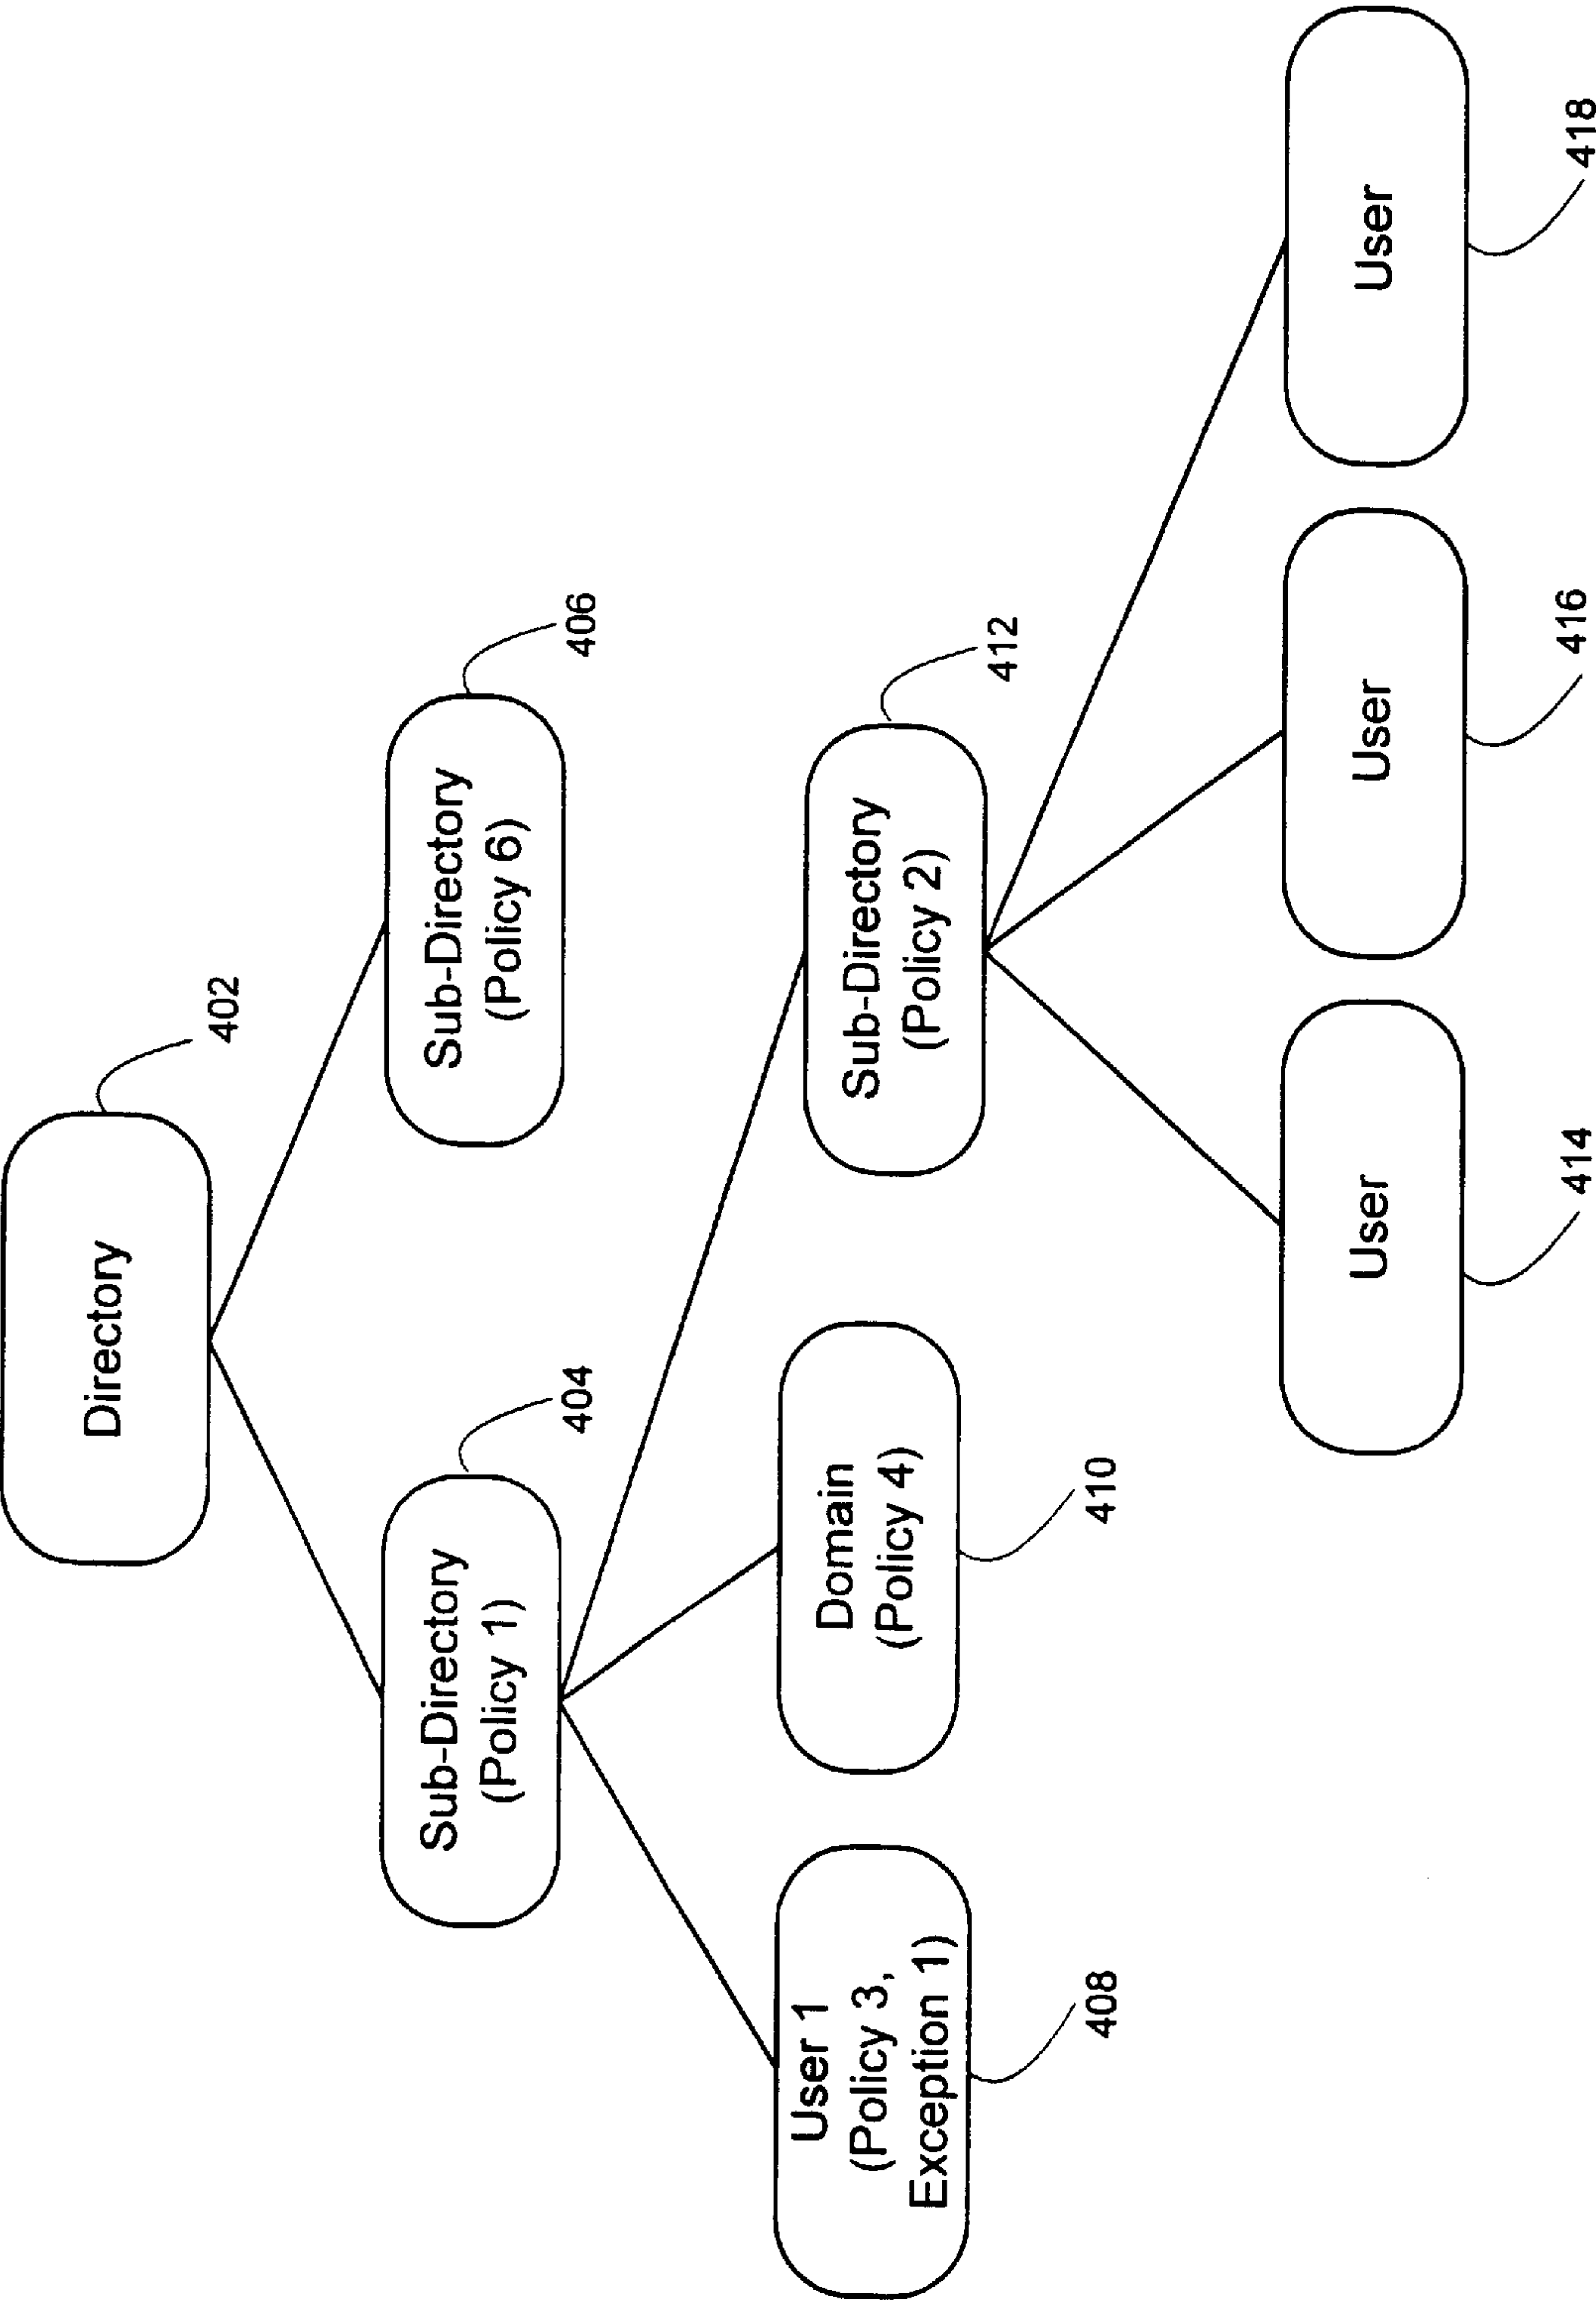 Directory
402
Sub-Directory
(Policy 1)
404
Sub-Directory
(Policy 6)
406
User 1
(Policy 3,
Exception 1)
408
Domain
(Policy 4)
410
Sub-Directory
(Policy 2)
412
User
414
User
416
User
418